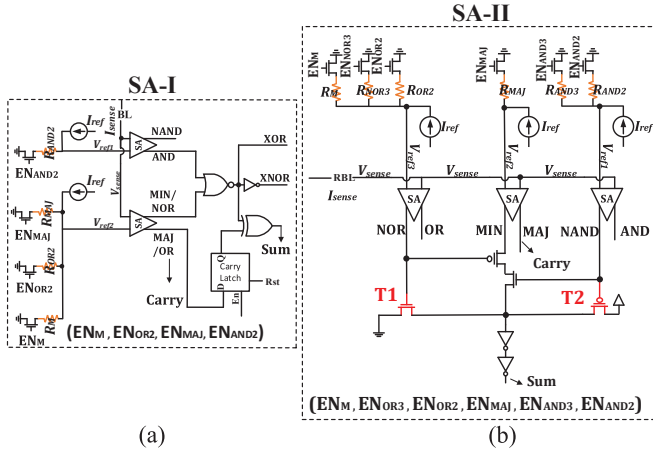 SA-I
Isense
BL
Iref
RAND2
Vref1
SA
NAND
AND
ENAND2
Vsense
Iref
RMAJ
Vref2
SA
MIN/
NOR
MAJ
/OR
ENMAJ
ROR2
ENOR2
RM
ENM
XOR
XNOR
Sum
Carry
Q
Carry
Latch
D
En
Rst
(ENM, ENOR2, ENMAJ, ENAND2)
(a)
SA-II
ENM
ENNOR3
ENOR2
ENMAJ
ENAND3
ENAND2
RM
RNOR3
ROR2
RMAJ
RAND3
RAND2
Iref
Iref
Iref
Vref3
Vref2
Vref1
RBL
Isense
Vsense
Vsense
Vsense
SA
SA
SA
NOR
OR
MIN
MAJ
NAND
AND
Carry
T1
T2
Sum
(ENM, ENOR3, ENOR2, ENMAJ, ENAND3, ENAND2)
(b)